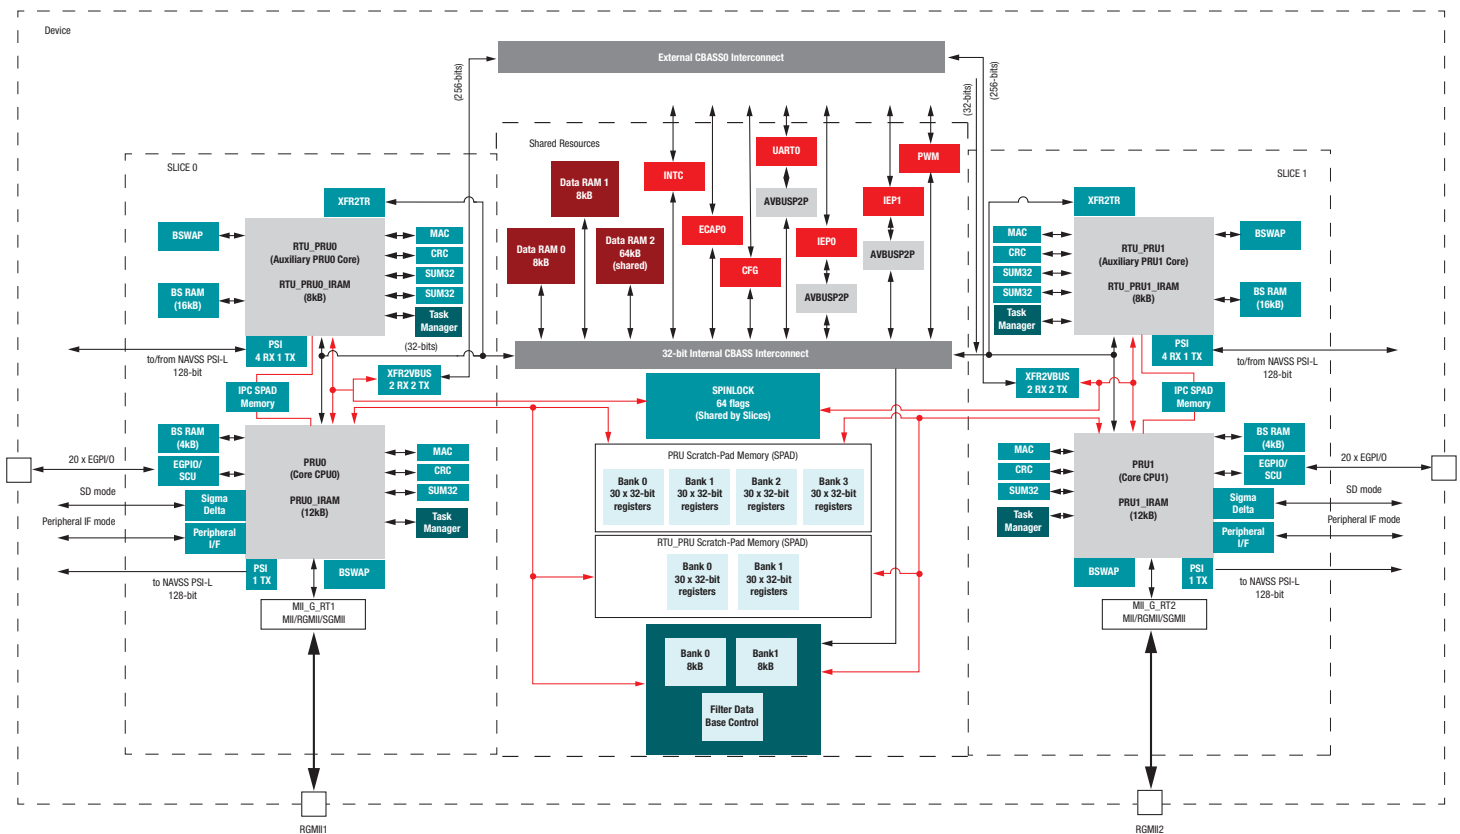 Device
External CBASS0 Interconnect
(256-bits)
(32-bits)
(256-bits)
Shared Resources
SLICE 0
SLICE 1
XFR2TR
BSWAP
RTU_PRU0
(Auxiliary PRU0 Core)
RTU_PRU0_IRAM
(8kB)
MAC
CRC
SUM32
SUM32
Task
Manager
BS RAM
(16kB)
PSI
4 RX 1 TX
(32-bits)
to/from NAVSS PSI-L
128-bit
XFR2VBUS
2 RX 2 TX
IPC SPAD
Memory
BS RAM
(4kB)
EGPIO/
SCU
20 x EGPI/O
PRU0
(Core CPU0)
PRU0_IRAM
(12kB)
MAC
CRC
SUM32
Task
Manager
SD mode
Sigma
Delta
Peripheral IF mode
Peripheral
I/F
PSI
1 TX
BSWAP
to NAVSS PSI-L
128-bit
MII_G_RT1
MII/RGMII/SGMII
RGMII1
Data RAM 1
8kB
Data RAM 0
8kB
Data RAM 2
64kB
(shared)
INTC
ECAP0
CFG
UART0
AVBUSP2P
IEP0
AVBUSP2P
IEP1
AVBUSP2P
PWM
32-bit Internal CBASS Interconnect
SPINLOCK
64 flags
(Shared by Slices)
PRU Scratch-Pad Memory (SPAD)
Bank 0
30 x 32-bit
registers
Bank 1
30 x 32-bit
registers
Bank 2
30 x 32-bit
registers
Bank 3
30 x 32-bit
registers
RTU_PRU Scratch-Pad Memory (SPAD)
Bank 0
30 x 32-bit
registers
Bank 1
30 x 32-bit
registers
Bank 0
8kB
Bank1
8kB
Filter Data
Base Control
XFR2TR
MAC
CRC
SUM32
SUM32
Task
Manager
RTU_PRU1
(Auxiliary PRU1 Core)
RTU_PRU1_IRAM
(8kB)
BSWAP
BS RAM
(16kB)
PSI
4 RX 1 TX
to/from NAVSS PSI-L
128-bit
XFR2VBUS
2 RX 2 TX
IPC SPAD
Memory
MAC
CRC
SUM32
Task
Manager
PRU1
(Core CPU1)
PRU1_IRAM
(12kB)
BS RAM
(4kB)
EGPIO/
SCU
20 x EGPI/O
Sigma
Delta
SD mode
Peripheral
I/F
Peripheral IF mode
BSWAP
PSI
1 TX
to NAVSS PSI-L
128-bit
MII_G_RT2
MII/RGMII/SGMII
RGMII2